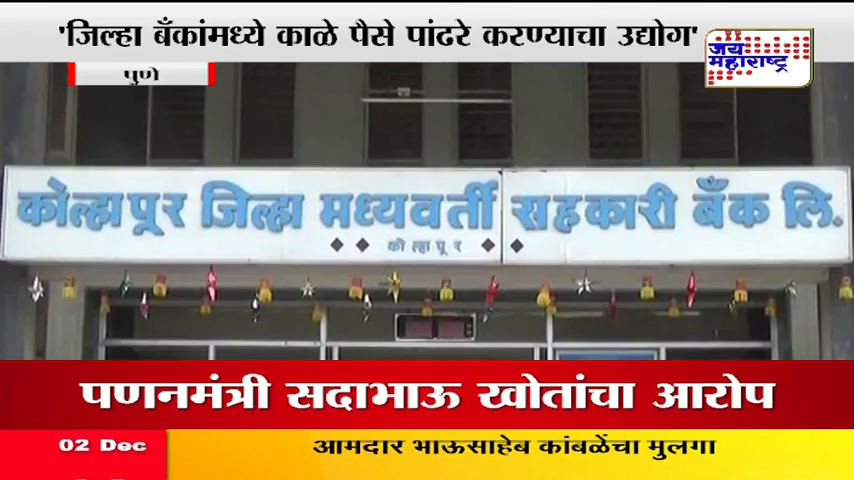 'जिल्हा बँकांमध्ये काळे पैसे पांढरे करण्याचा उद्योग'
जय
महाराष्ट्र
पुणे
कोल्हापूर जिल्हा मध्यवर्ती सहकारी बँक लि.
कोल्हापूर
पणनमंत्री सदाभाऊ खोतांचा आरोप
02 Dec
आमदार भाऊसाहेब कांबळेंचा मुलगा